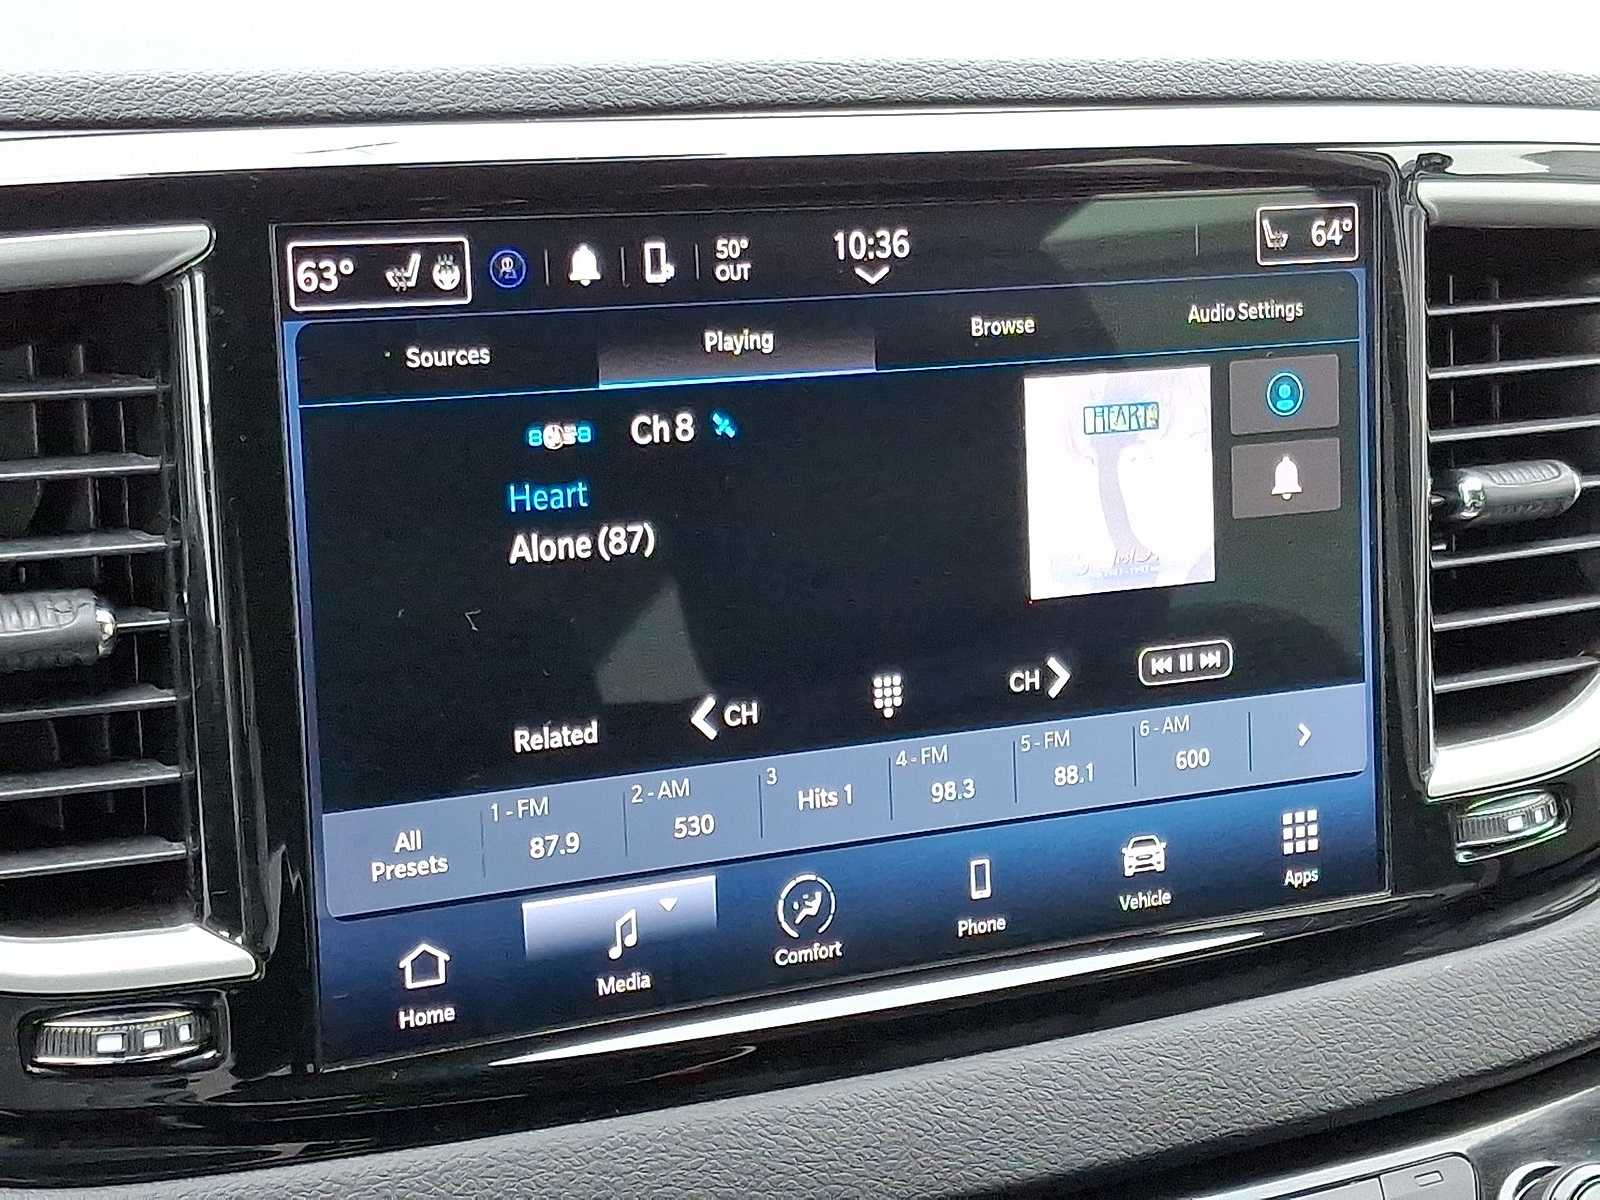 63°
50°
OUT
10:36
64°
Sources
Playing
Browse
Audio Settings
Ch 8
HEART
Heart
Alone (87)
Related
CH
CH
All
Presets
1 - FM
87.9
2 - AM
530
3
Hits 1
4 - FM
98.3
5 - FM
88.1
6 - AM
600
Home
Media
Comfort
Phone
Vehicle
Apps